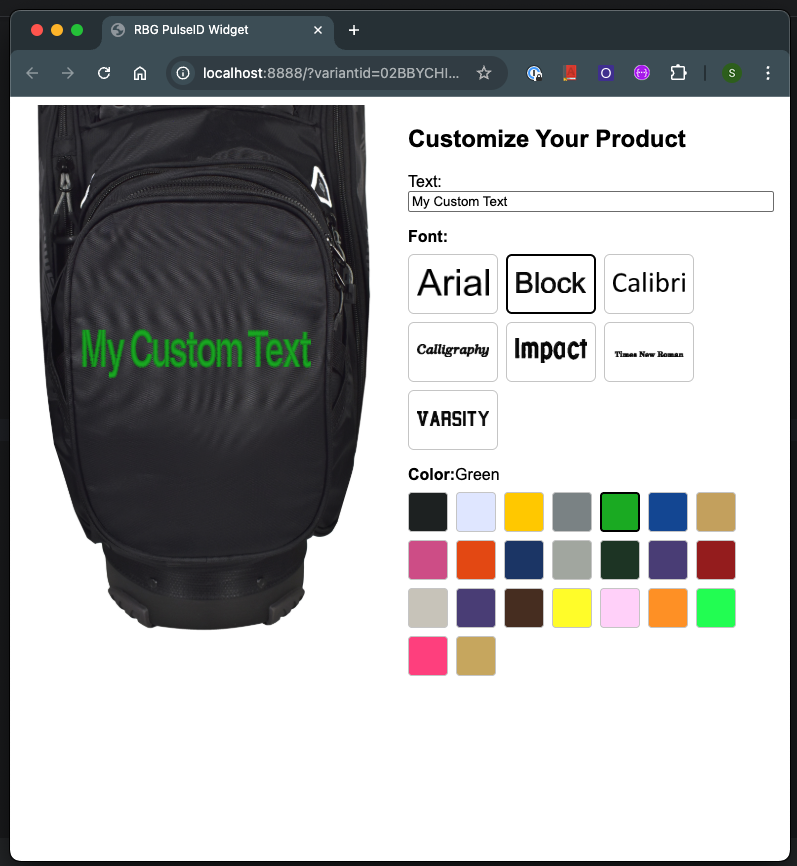 RBG PulseID Widget
localhost:8888/?variantid=02BBYCHI...
S
Customize Your Product
Text:
My Custom Text
Font:
Arial
Block
Calibri
Calligraphy
Impact
Times New Roman
VARSITY
My Custom Text
Color:Green